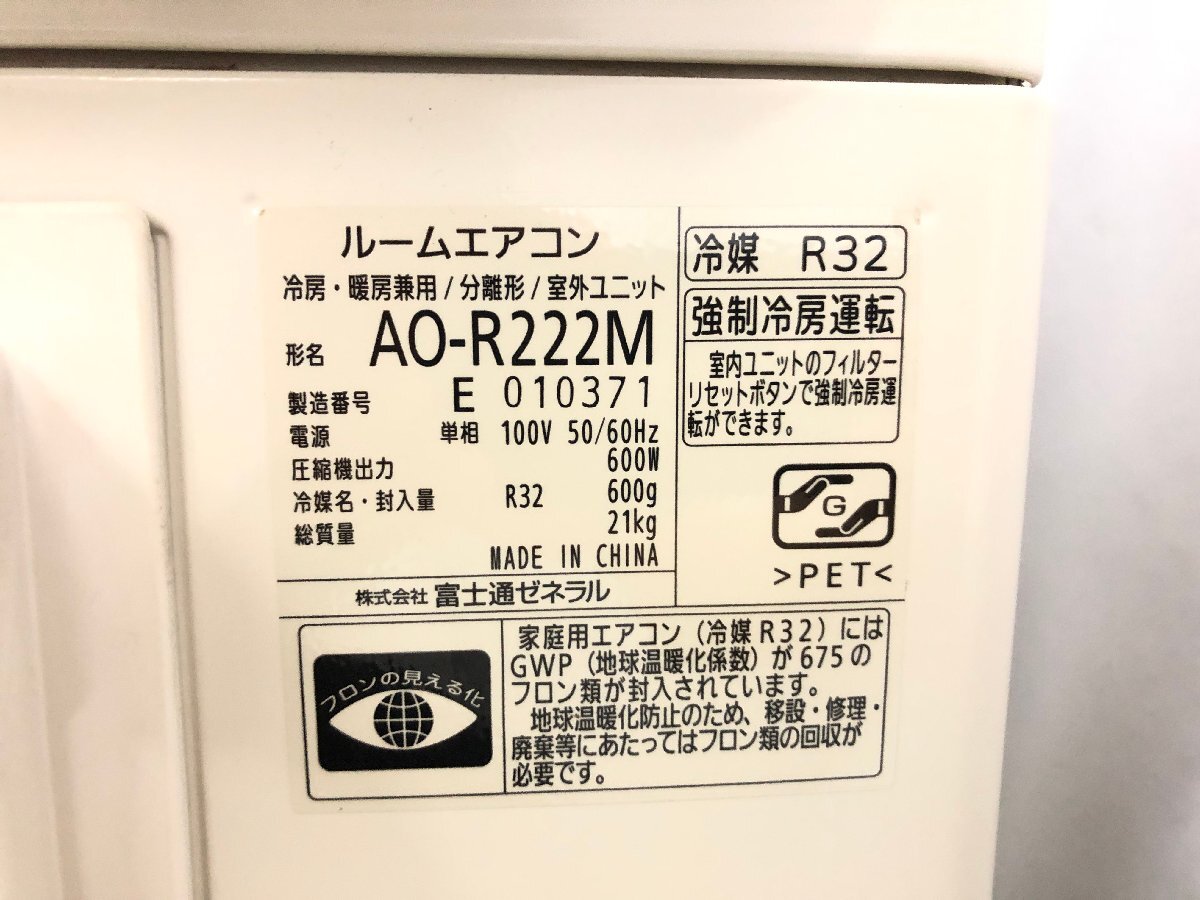 ルームエアコン
冷房・暖房兼用/分離形/室外ユニット
形名 AO-R222M
製造番号 E 010371
電源 単相 100V 50/60Hz
圧縮機出力 600W
冷媒名・封入量 R32 600g
総質量 21kg
MADE IN CHINA
株式会社 富士通ゼネラル
冷媒 R32
強制冷房運転
室内ユニットのフィルター
リセットボタンで強制冷房運
転ができます。
G
>PET<
フロンの見える化
家庭用エアコン（冷媒R32）には
GWP（地球温暖化係数）が675の
フロン類が封入されています。
地球温暖化防止のため、移設・修理・
廃棄等にあたってはフロン類の回収が
必要です。